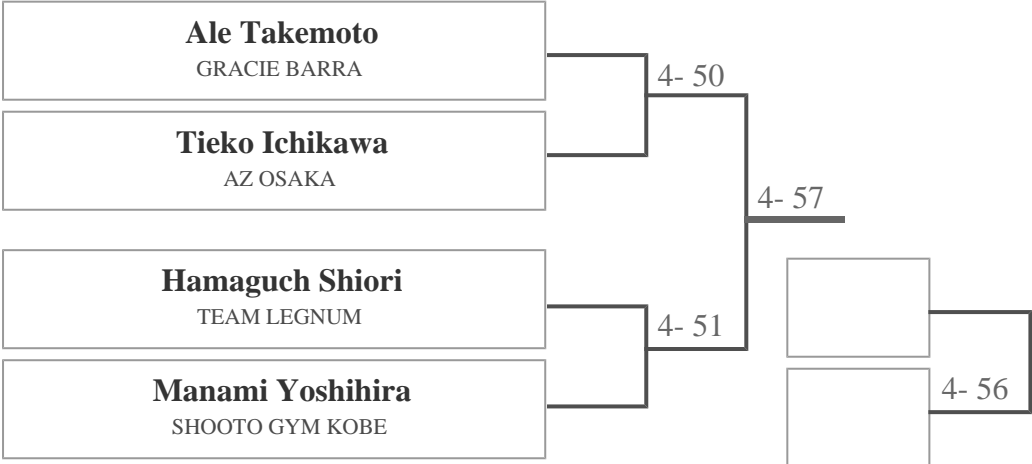 Ale Takemoto
GRACIE BARRA
4- 50
Tieko Ichikawa
AZ OSAKA
4- 57
Hamaguch Shiori
TEAM LEGNUM
4- 51
Manami Yoshihira
SHOOTO GYM KOBE
4- 56